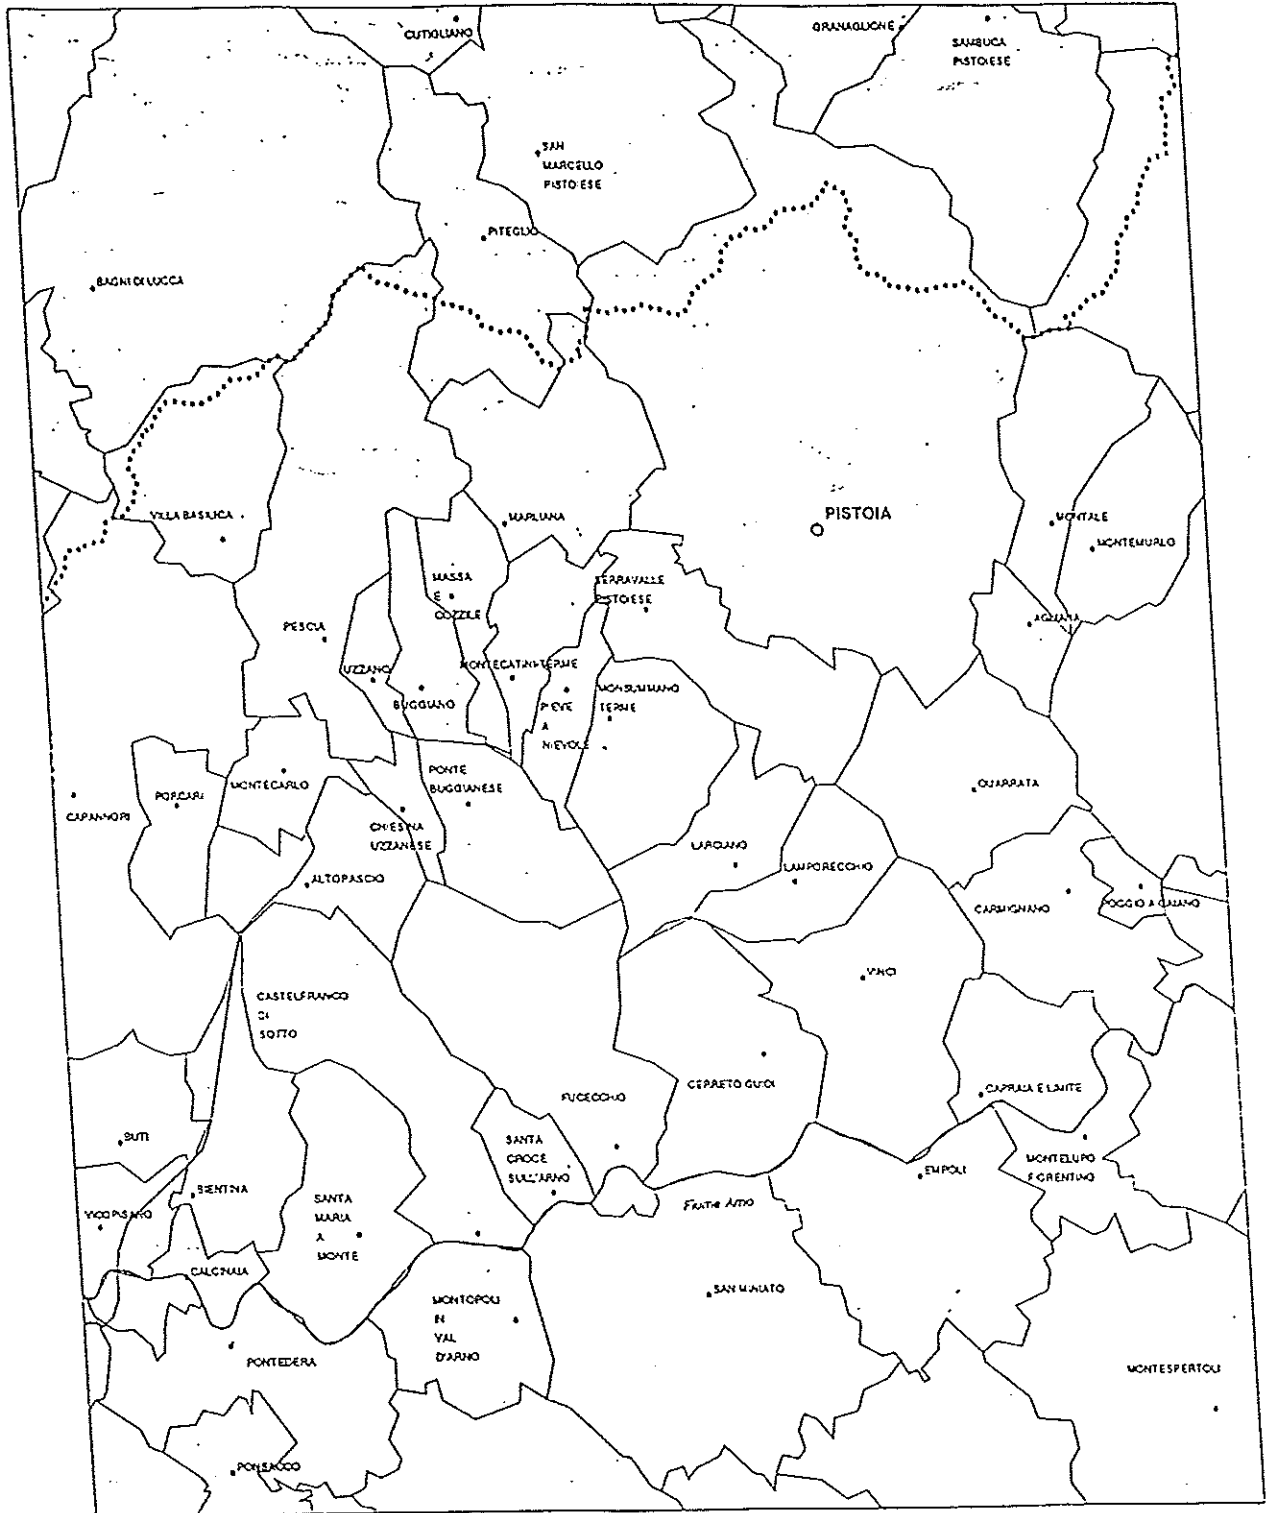 CUTIGLIANO
GRANAGLIONE
SAMBUCA
PISTOIESE
SAN
MARCELLO
PISTOIESE
PITEGLIO
BAGNI DI LUCCA
VILLA BASILICA
MARLIANA
PISTOIA
MONTALE
MONTEMURLO
MASSA
E
COZZILE
SERRAVALLE
PISTOIESE
AGLIANA
PESCIA
UZZANO
MONTECATINI-TERME
BUGGIANO
PIEVE
A
NIEVOLE
MONSUMMANO
TERME
CAPANNORI
PORCARI
MONTECARLO
PONTE
BUGGIANESE
QUARRATA
CHIESINA
UZZANESE
LARCIANO
LAMPORECCHIO
ALTOPASCIO
CARMIGNANO
POGGIO A CAIANO
VINCI
CASTELFRANCO
DI
SOTTO
FUCECCHIO
CERRETO GUIDI
CAPRAIA E LIMITE
BUTI
SANTA
CROCE
SULL'ARNO
EMPOLI
MONTELUPO
FIORENTINO
BIENTINA
SANTA
MARIA
A
MONTE
Fiume Arno
VICOPISANO
CALCINAIA
SAN MINIATO
MONTOPOLI
IN
VAL
D'ARNO
PONTEDERA
MONTESPERTOLI
PONSACCO